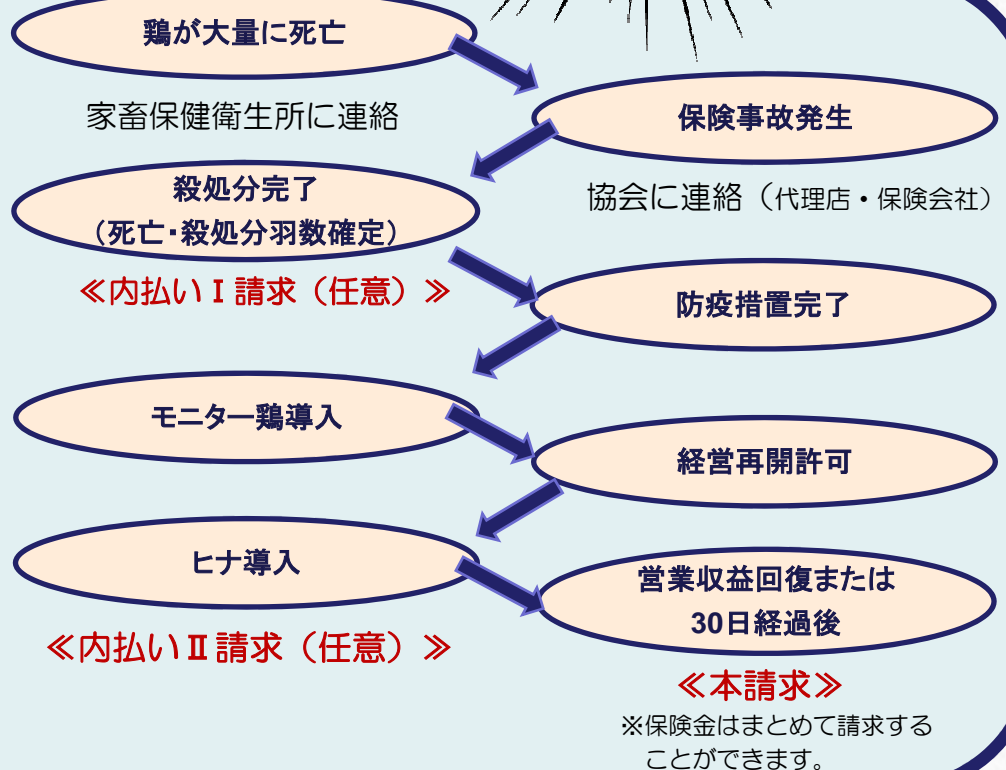 鶏が大量に死亡
家畜保健衛生所に連絡
保険事故発生
協会に連絡（代理店・保険会社）
殺処分完了
（死亡・殺処分羽数確定）
≪内払いⅠ請求（任意）≫
防疫措置完了
モニター鶏導入
経営再開許可
ヒナ導入
≪内払いⅡ請求（任意）≫
営業収益回復または
30日経過後
≪本請求≫
※保険金はまとめて請求する
ことができます。